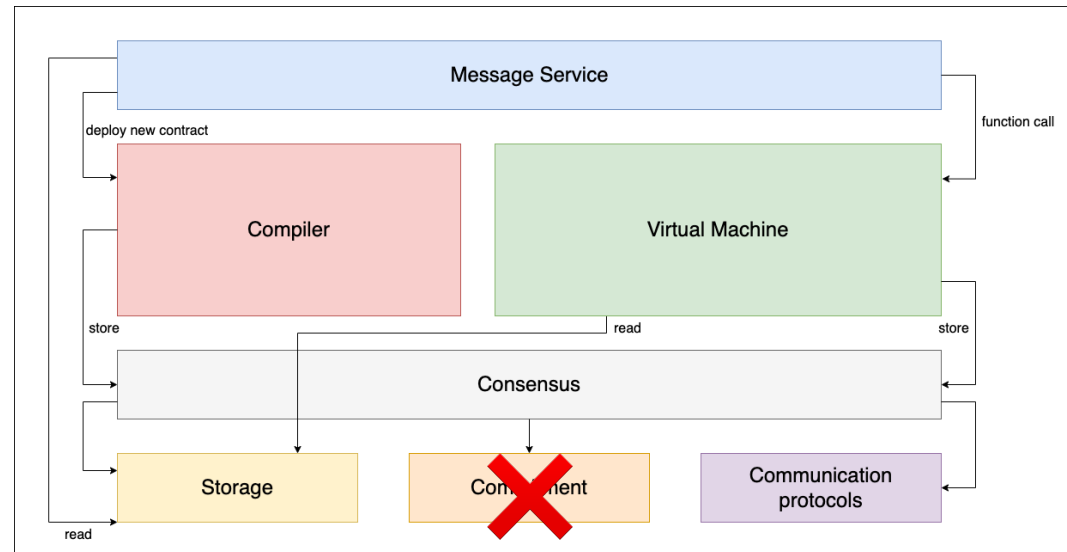 Message Service
deploy new contract
function call
Compiler
Virtual Machine
store
read
store
Consensus
Storage
Communication
protocols
read